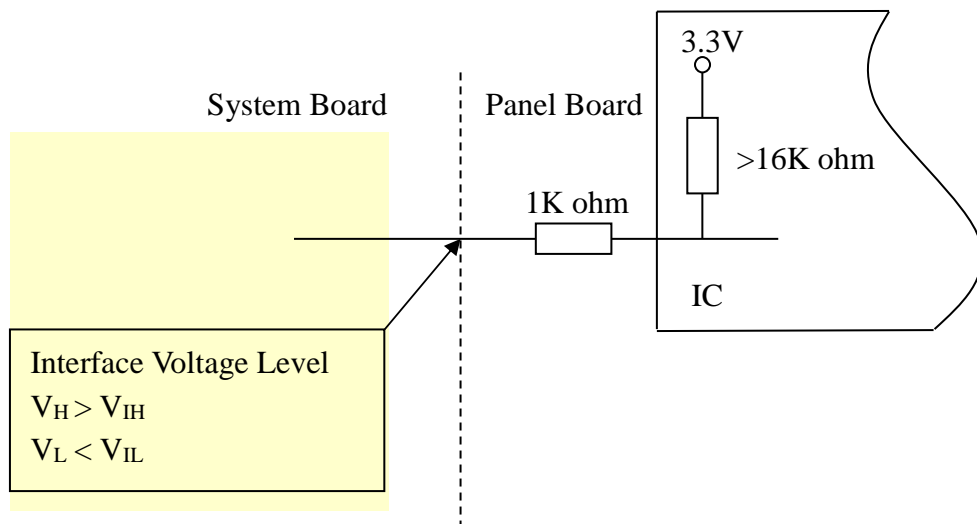 3.3V
System Board
Panel Board
>16K ohm
1K ohm
IC
Interface Voltage Level
VH > VIH
VL < VIL